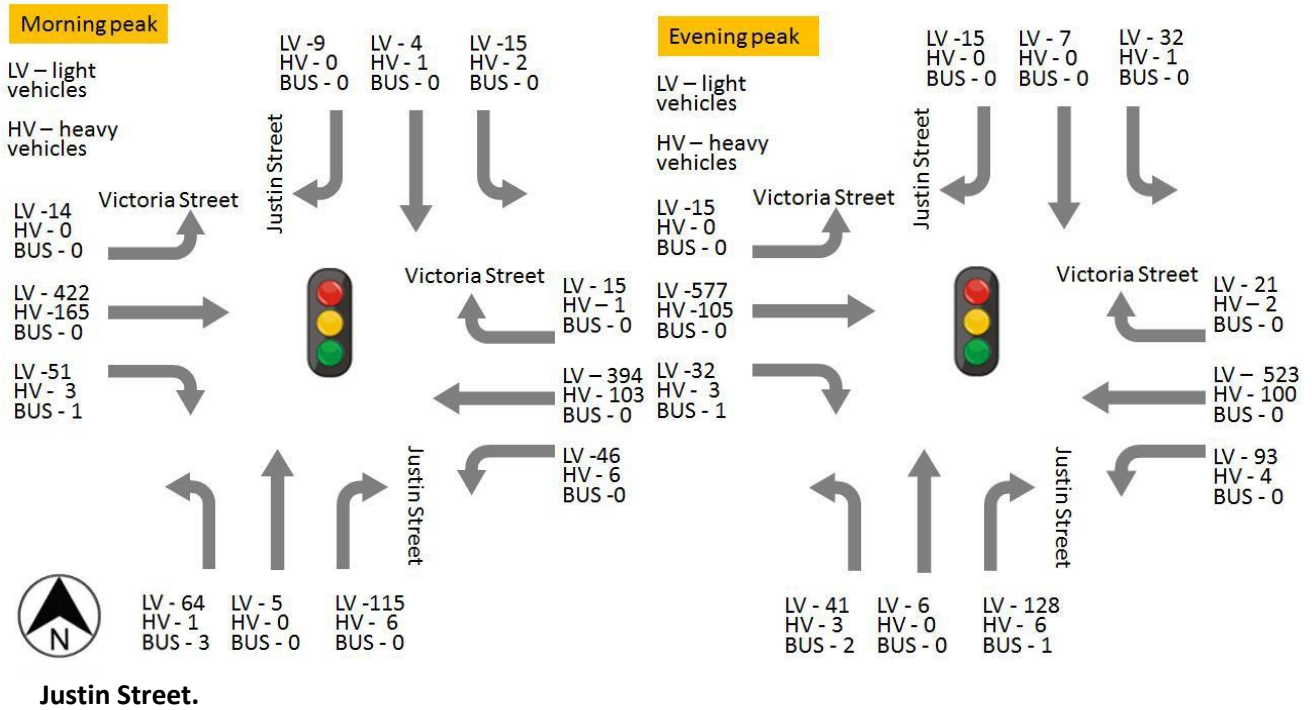 Morning peak
LV – light
vehicles
HV – heavy
vehicles
LV -9
HV - 0
BUS - 0
LV - 4
HV - 1
BUS - 0
LV -15
HV - 2
BUS - 0
Justin Street
Victoria Street
LV -14
HV - 0
BUS - 0
LV - 422
HV -165
BUS - 0
LV -51
HV - 3
BUS - 1
Victoria Street
LV - 15
HV – 1
BUS - 0
LV – 394
HV - 103
BUS - 0
LV -46
HV - 6
BUS -0
Justin Street
N
LV - 64
HV - 1
BUS - 3
LV - 5
HV - 0
BUS - 0
LV -115
HV - 6
BUS - 0
Evening peak
LV – light
vehicles
HV – heavy
vehicles
LV -15
HV - 0
BUS - 0
LV - 7
HV - 0
BUS - 0
LV - 32
HV - 1
BUS - 0
Justin Street
Victoria Street
LV -15
HV - 0
BUS - 0
LV -577
HV -105
BUS - 0
LV - 32
HV - 3
BUS - 1
Victoria Street
LV - 21
HV – 2
BUS - 0
LV – 523
HV - 100
BUS - 0
LV - 93
HV - 4
BUS - 0
Justin Street
LV - 41
HV - 3
BUS - 2
LV - 6
HV - 0
BUS - 0
LV - 128
HV - 6
BUS - 1
Justin Street.